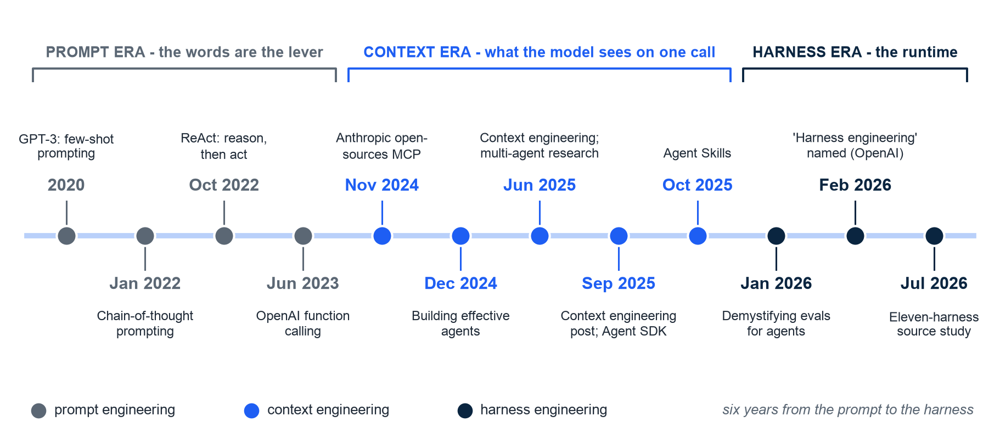 PROMPT ERA - the words are the lever
CONTEXT ERA - what the model sees on one call
HARNESS ERA - the runtime
GPT-3: few-shot
prompting
2020
ReAct: reason,
then act
Oct 2022
Anthropic open-
sources MCP
Nov 2024
Context engineering;
multi-agent research
Jun 2025
Agent Skills
Oct 2025
'Harness engineering'
named (OpenAI)
Feb 2026
Jan 2022
Chain-of-thought
prompting
Jun 2023
OpenAI function
calling
Dec 2024
Building effective
agents
Sep 2025
Context engineering
post; Agent SDK
Jan 2026
Demystifying evals
for agents
Jul 2026
Eleven-harness
source study
prompt engineering
context engineering
harness engineering
six years from the prompt to the harness